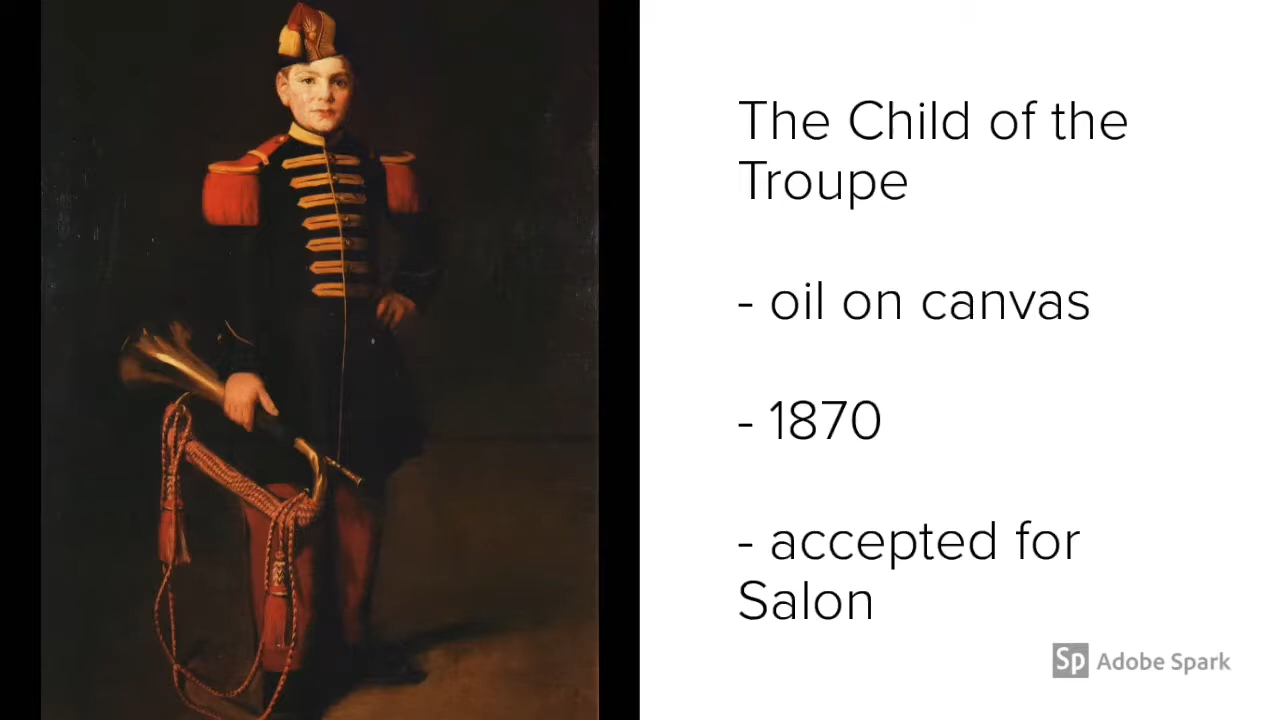 The Child of the
Troupe
- oil on canvas
- 1870
- accepted for
Salon
Sp Adobe Spark